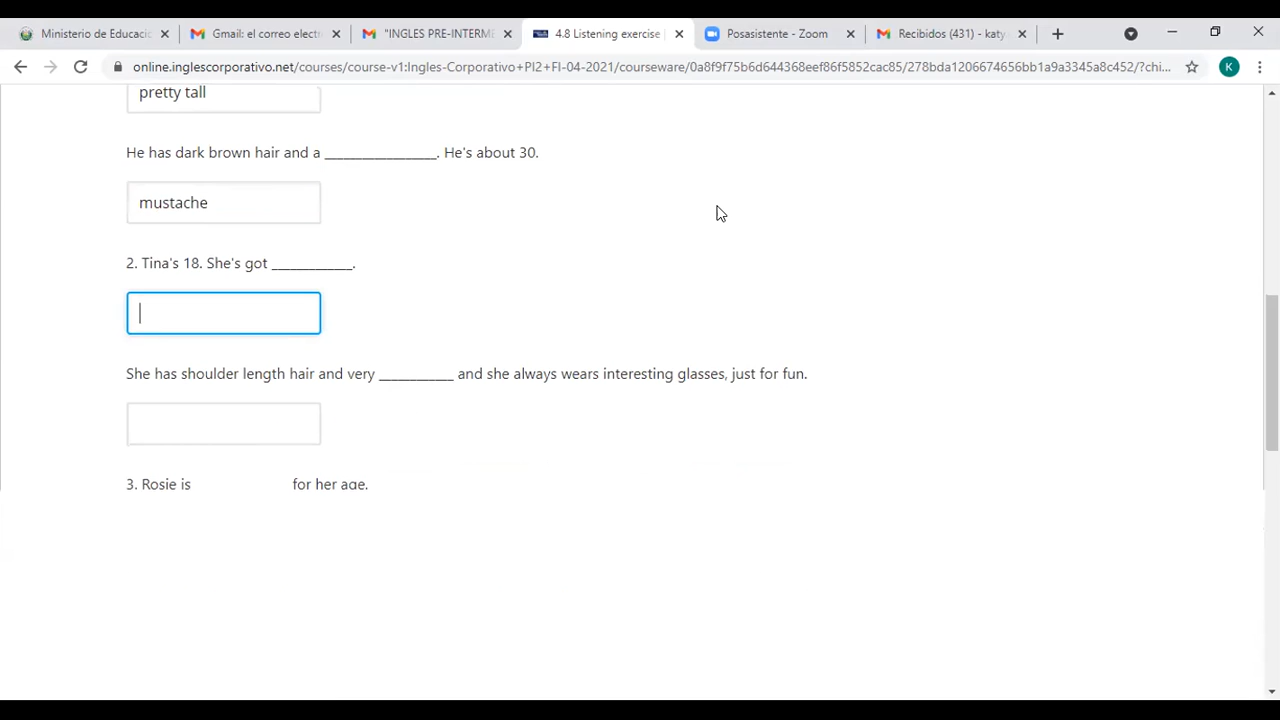 Ministerio de Educaci
Gmail: el correo elect
"INGLES PRE-INTERME
4.8 Listening exercise
Posasistente - Zoom
Recibidos (431) - katy
online.inglescorporativo.net/courses/course-v1:Ingles-Corporativo+PI2+FI-04-2021/courseware/0a8f9f75b6d644368eef86f5852cac85/278bda1206674656bb1a9a3345a8c452/?chi...
K
pretty tall
He has dark brown hair and a _________________. He's about 30.
mustache
2. Tina's 18. She's got ____________.
She has shoulder length hair and very ___________ and she always wears interesting glasses, just for fun.
3. Rosie is for her age.